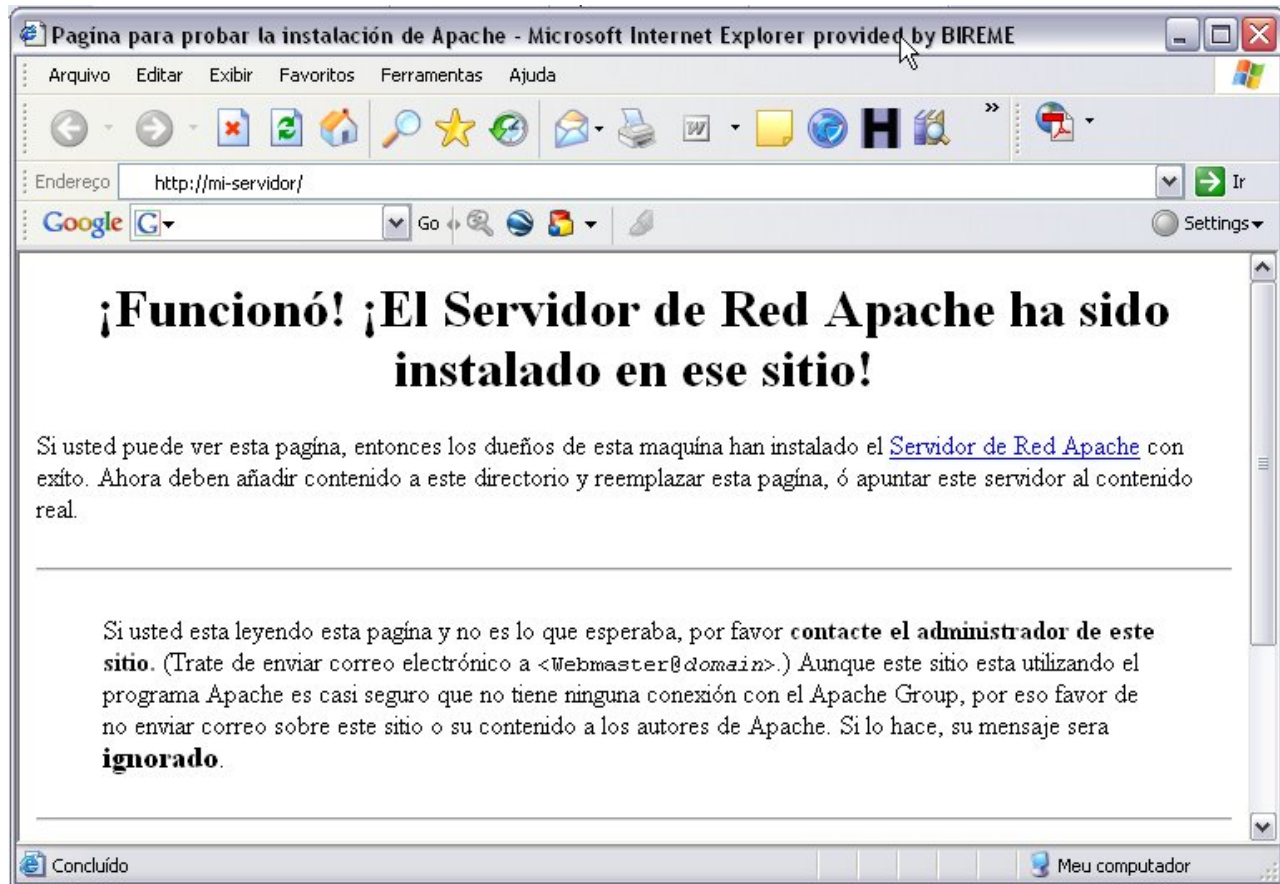 Pagina para probar la instalación de Apache - Microsoft Internet Explorer provided by BIREME
Arquivo Editar Exibir Favoritos Ferramentas Ajuda
Endereço http://mi-servidor/ Ir
Google G Go Settings
¡Funcionó! ¡El Servidor de Red Apache ha sido
instalado en ese sitio!
Si usted puede ver esta pagína, entonces los dueños de esta maquína han instalado el Servidor de Red Apache con
exíto. Ahora deben añadir contenido a este directorio y reemplazar esta pagína, ó apuntar este servidor al contenido
real.
Si usted esta leyendo esta pagína y no es lo que esperaba, por favor contacte el administrador de este
sitio. (Trate de enviar correo electrónico a <Webmaster@domain>.) Aunque este sitio esta utilizando el
programa Apache es casi seguro que no tiene ninguna conexión con el Apache Group, por eso favor de
no enviar correo sobre este sitio o su contenido a los autores de Apache. Si lo hace, su mensaje sera
ignorado.
Concluído Meu computador